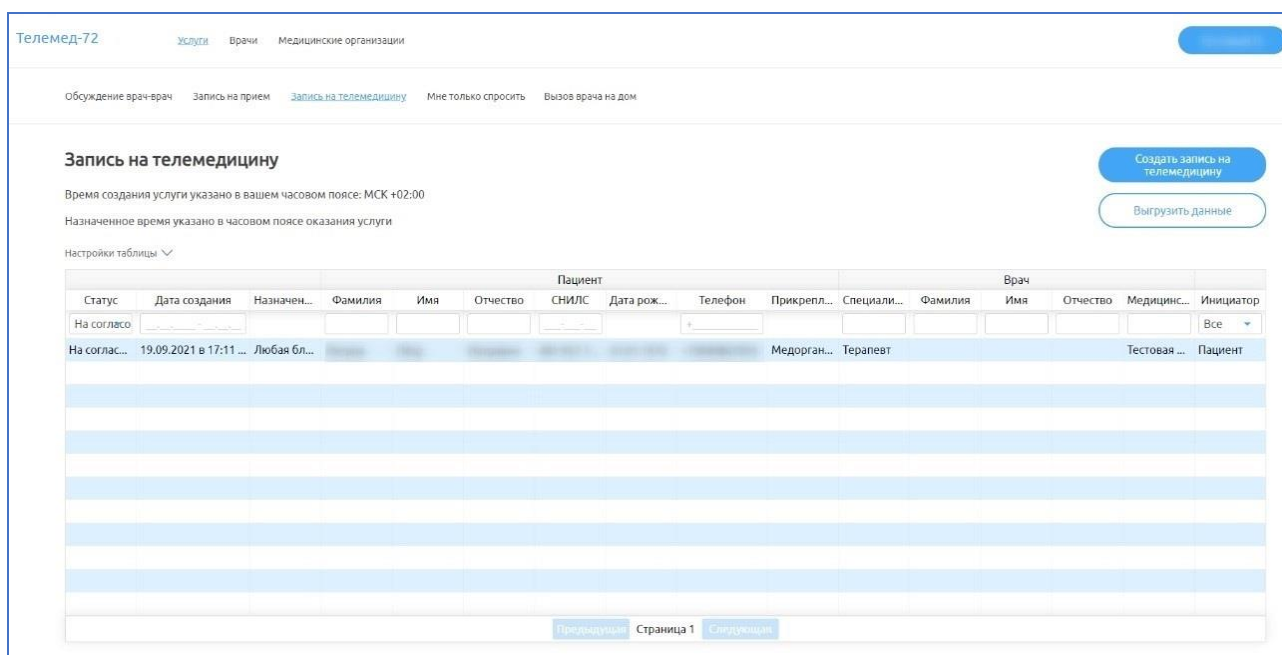 Телемед-72 Услуги Врачи Медицинские организации
Обсуждение врач-врач Запись на прием Запись на телемедицину Мне только спросить Вызов врача на дом
Запись на телемедицину
Создать запись на
телемедицину
Время создания услуги указано в вашем часовом поясе: МСК +02:00
Выгрузить данные
Назначенное время указано в часовом поясе оказания услуги
Настройки таблицы
Пациент Врач
Статус Дата создания Назначен... Фамилия Имя Отчество СНИЛС Дата рож... Телефон Прикрепл... Специали... Фамилия Имя Отчество Медицинс... Инициатор
На согласо Все
На соглас... 19.09.2021 в 17:11 ... Любая бл... Медорган... Терапевт Тестовая ... Пациент
Предыдущая Страница 1 Следующая